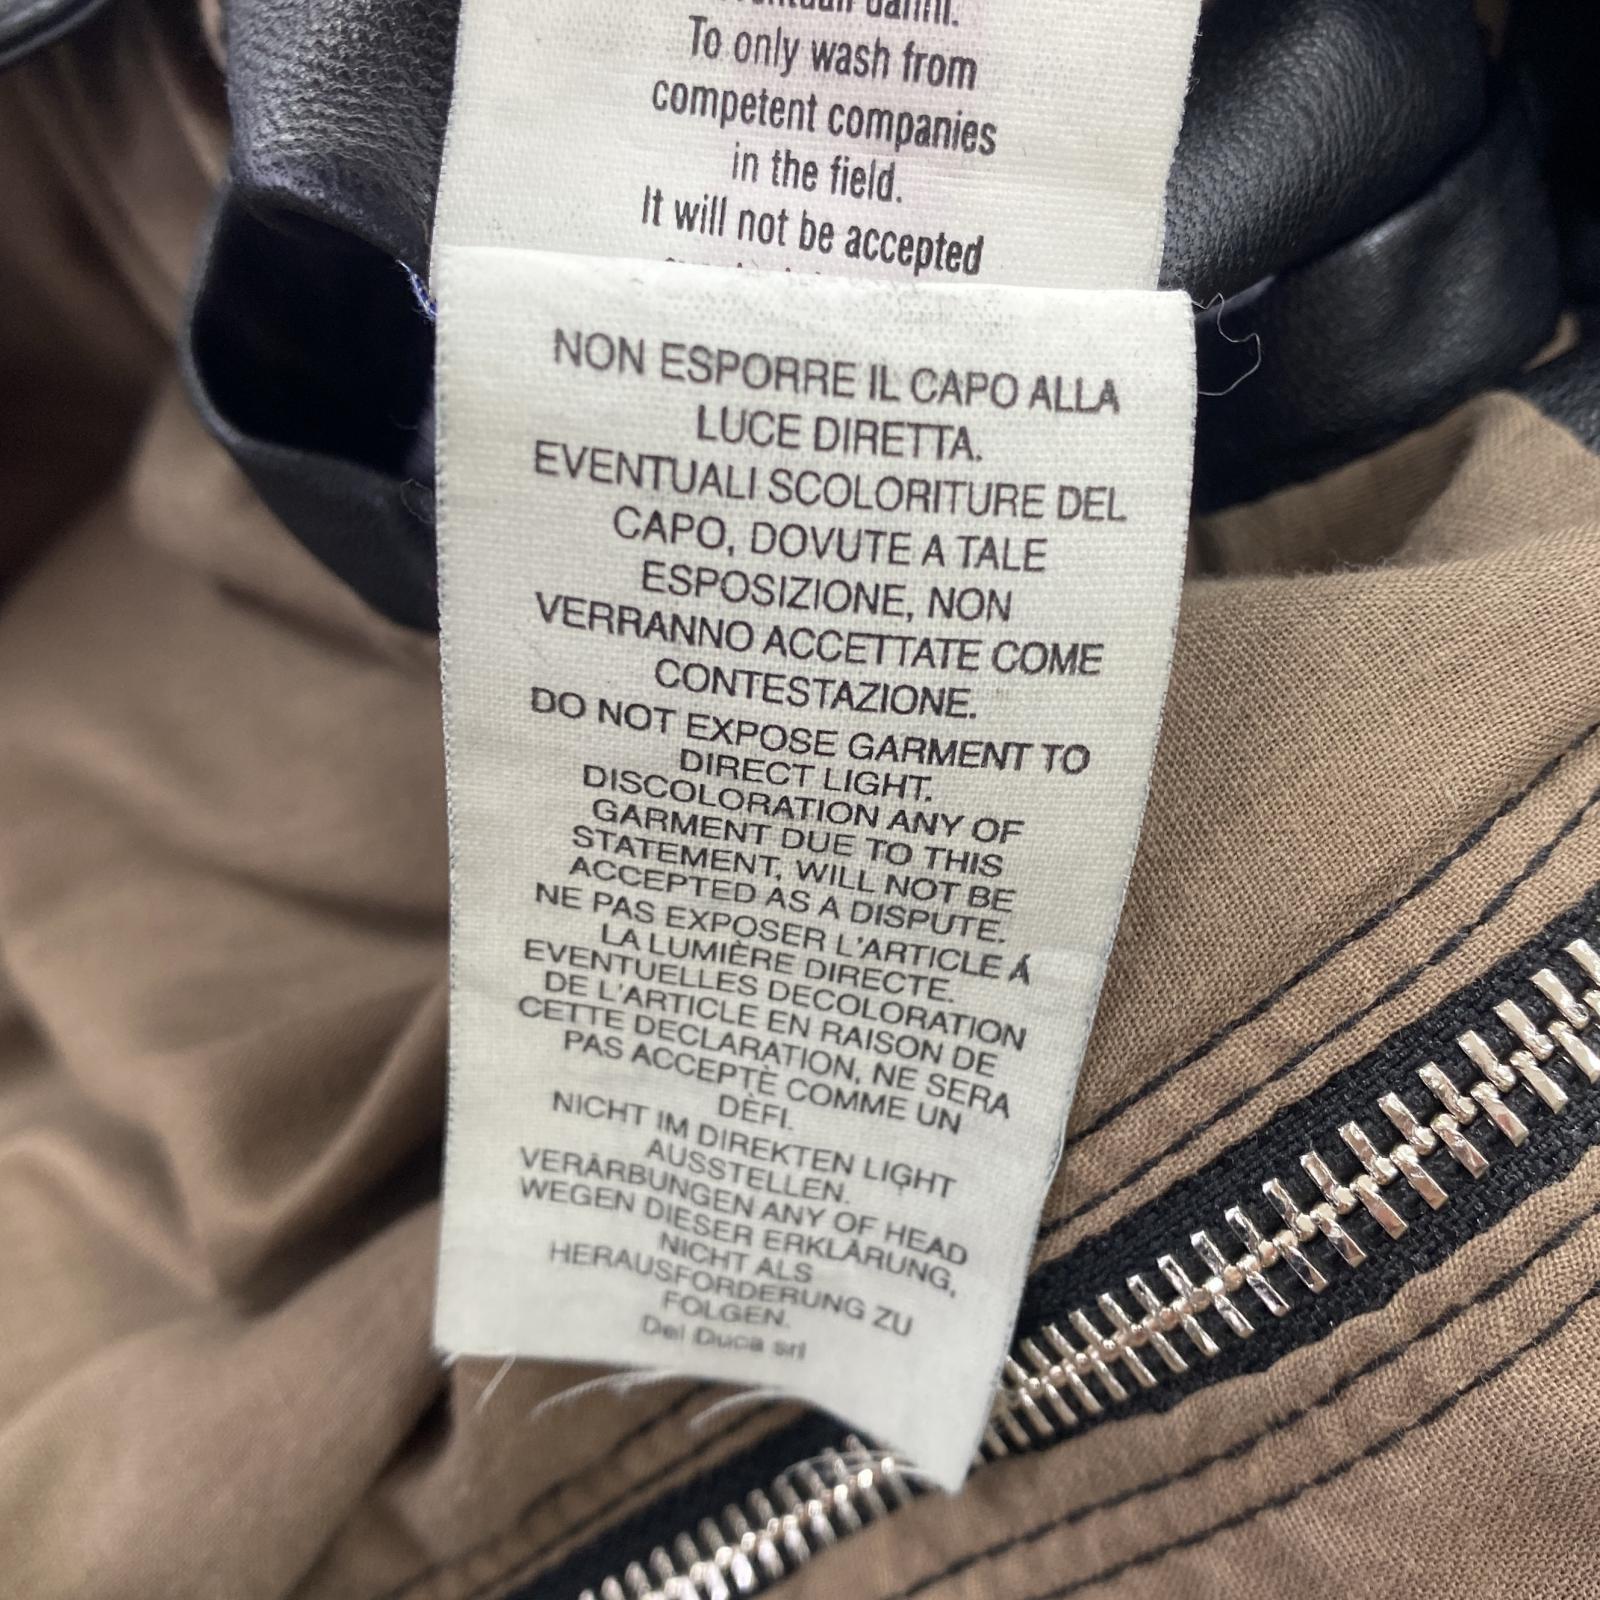 danni.
To only wash from
competent companies
in the field.
It will not be accepted
NON ESPORRE IL CAPO ALLA
LUCE DIRETTA.
EVENTUALI SCOLORITURE DEL
CAPO, DOVUTE A TALE
ESPOSIZIONE, NON
VERRANNO ACCETTATE COME
CONTESTAZIONE.
DO NOT EXPOSE GARMENT TO
DIRECT LIGHT.
DISCOLORATION ANY OF
GARMENT DUE TO THIS
STATEMENT, WILL NOT BE
ACCEPTED AS A DISPUTE.
NE PAS EXPOSER L'ARTICLE Á
LA LUMIÈRE DIRECTE.
EVENTUELLES DECOLORATION
DE L'ARTICLE EN RAISON DE
CETTE DECLARATION, NE SERA
PAS ACCEPTÈ COMME UN
DÈFI.
NICHT IM DIREKTEN LIGHT
AUSSTELLEN.
VERÄRBUNGEN ANY OF HEAD
WEGEN DIESER ERKLÄRUNG,
NICHT ALS
HERAUSFORDERUNG ZU
FOLGEN.
Del Duca srl